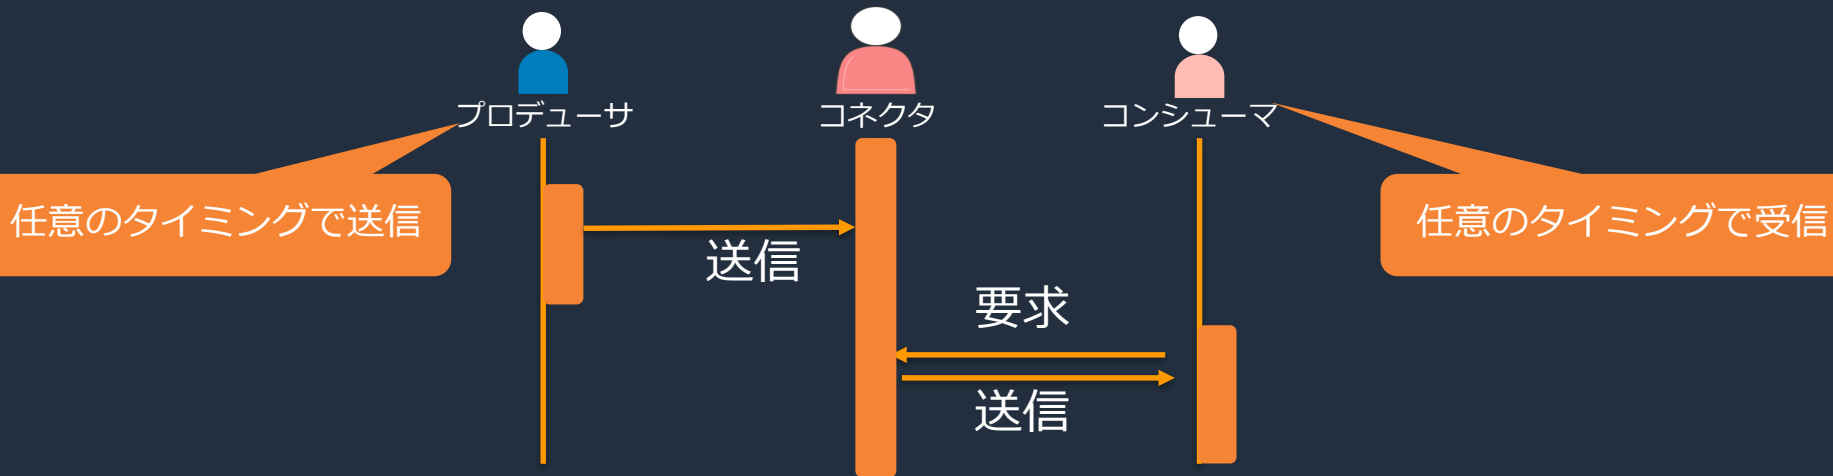 プロデューサ
コネクタ
コンシューマ
任意のタイミングで送信
任意のタイミングで受信
送信
要求
送信